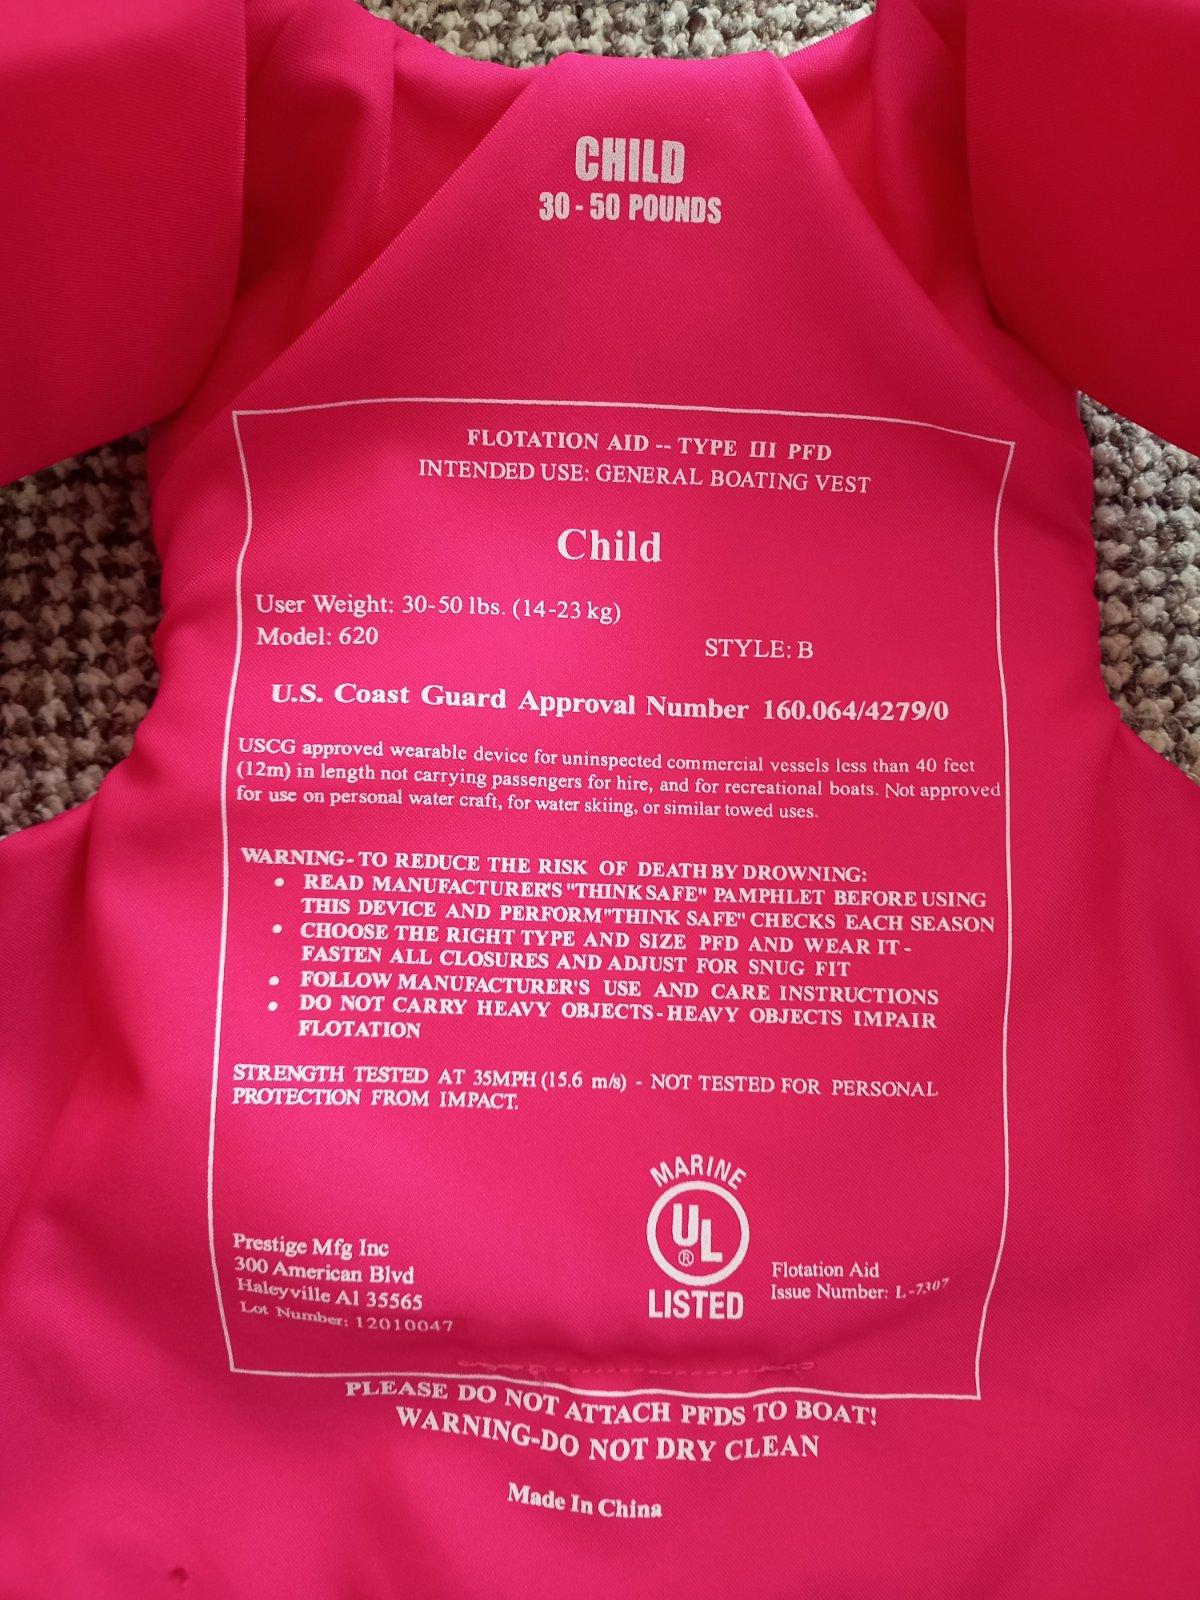 CHILD
30 - 50 POUNDS
FLOTATION AID -- TYPE III PFD
INTENDED USE: GENERAL BOATING VEST
Child
User Weight: 30-50 lbs. (14-23 kg)
Model: 620
STYLE: B
U.S. Coast Guard Approval Number 160.064/4279/0
USCG approved wearable device for uninspected commercial vessels less than 40 feet
(12m) in length not carrying passengers for hire, and for recreational boats. Not approved
for use on personal water craft, for water skiing, or similar towed uses.
WARNING- TO REDUCE THE RISK OF DEATH BY DROWNING:
• READ MANUFACTURER'S "THINK SAFE" PAMPHLET BEFORE USING
THIS DEVICE AND PERFORM "THINK SAFE" CHECKS EACH SEASON
• CHOOSE THE RIGHT TYPE AND SIZE PFD AND WEAR IT -
FASTEN ALL CLOSURES AND ADJUST FOR SNUG FIT
• FOLLOW MANUFACTURER'S USE AND CARE INSTRUCTIONS
• DO NOT CARRY HEAVY OBJECTS-HEAVY OBJECTS IMPAIR
FLOTATION
STRENGTH TESTED AT 35MPH (15.6 m/s) - NOT TESTED FOR PERSONAL
PROTECTION FROM IMPACT.
MARINE
UL
®
LISTED
Prestige Mfg Inc
300 American Blvd
Haleyville Al 35565
Lot Number: 12010047
Flotation Aid
Issue Number: L-7307
PLEASE DO NOT ATTACH PFDS TO BOAT!
WARNING-DO NOT DRY CLEAN
Made In China